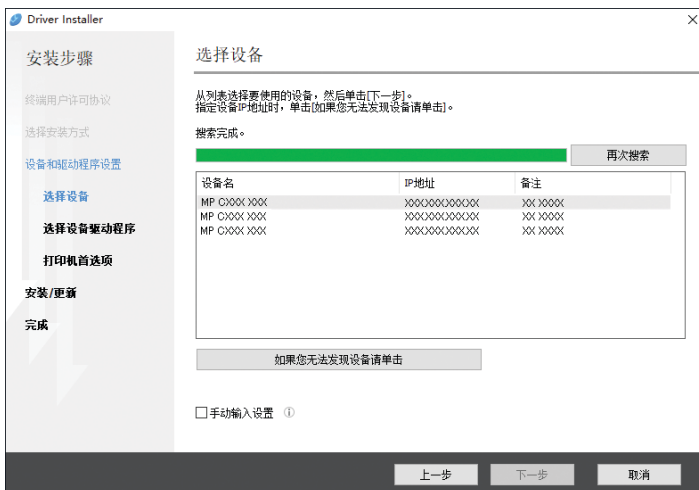 Driver Installer
安装步骤
终端用户许可协议
选择安装方式
设备和驱动程序设置
选择设备
选择设备驱动程序
打印机首选项
安装/更新
完成
选择设备
从列表选择要使用的设备，然后单击[下一步]。
指定设备IP地址时，单击[如果您无法发现设备请单击]。
搜索完成。
再次搜索
设备名 IP地址 备注
MP CXXX XXX XXX.XXX.XXX.XX XX XXXX
MP CXXX XXX XXX.XXX.XXX.XX XX XXXX
MP CXXX XXX XXX.XXX.XXX.XX XX XXXX
如果您无法发现设备请单击
手动输入设置
上一步 下一步 取消